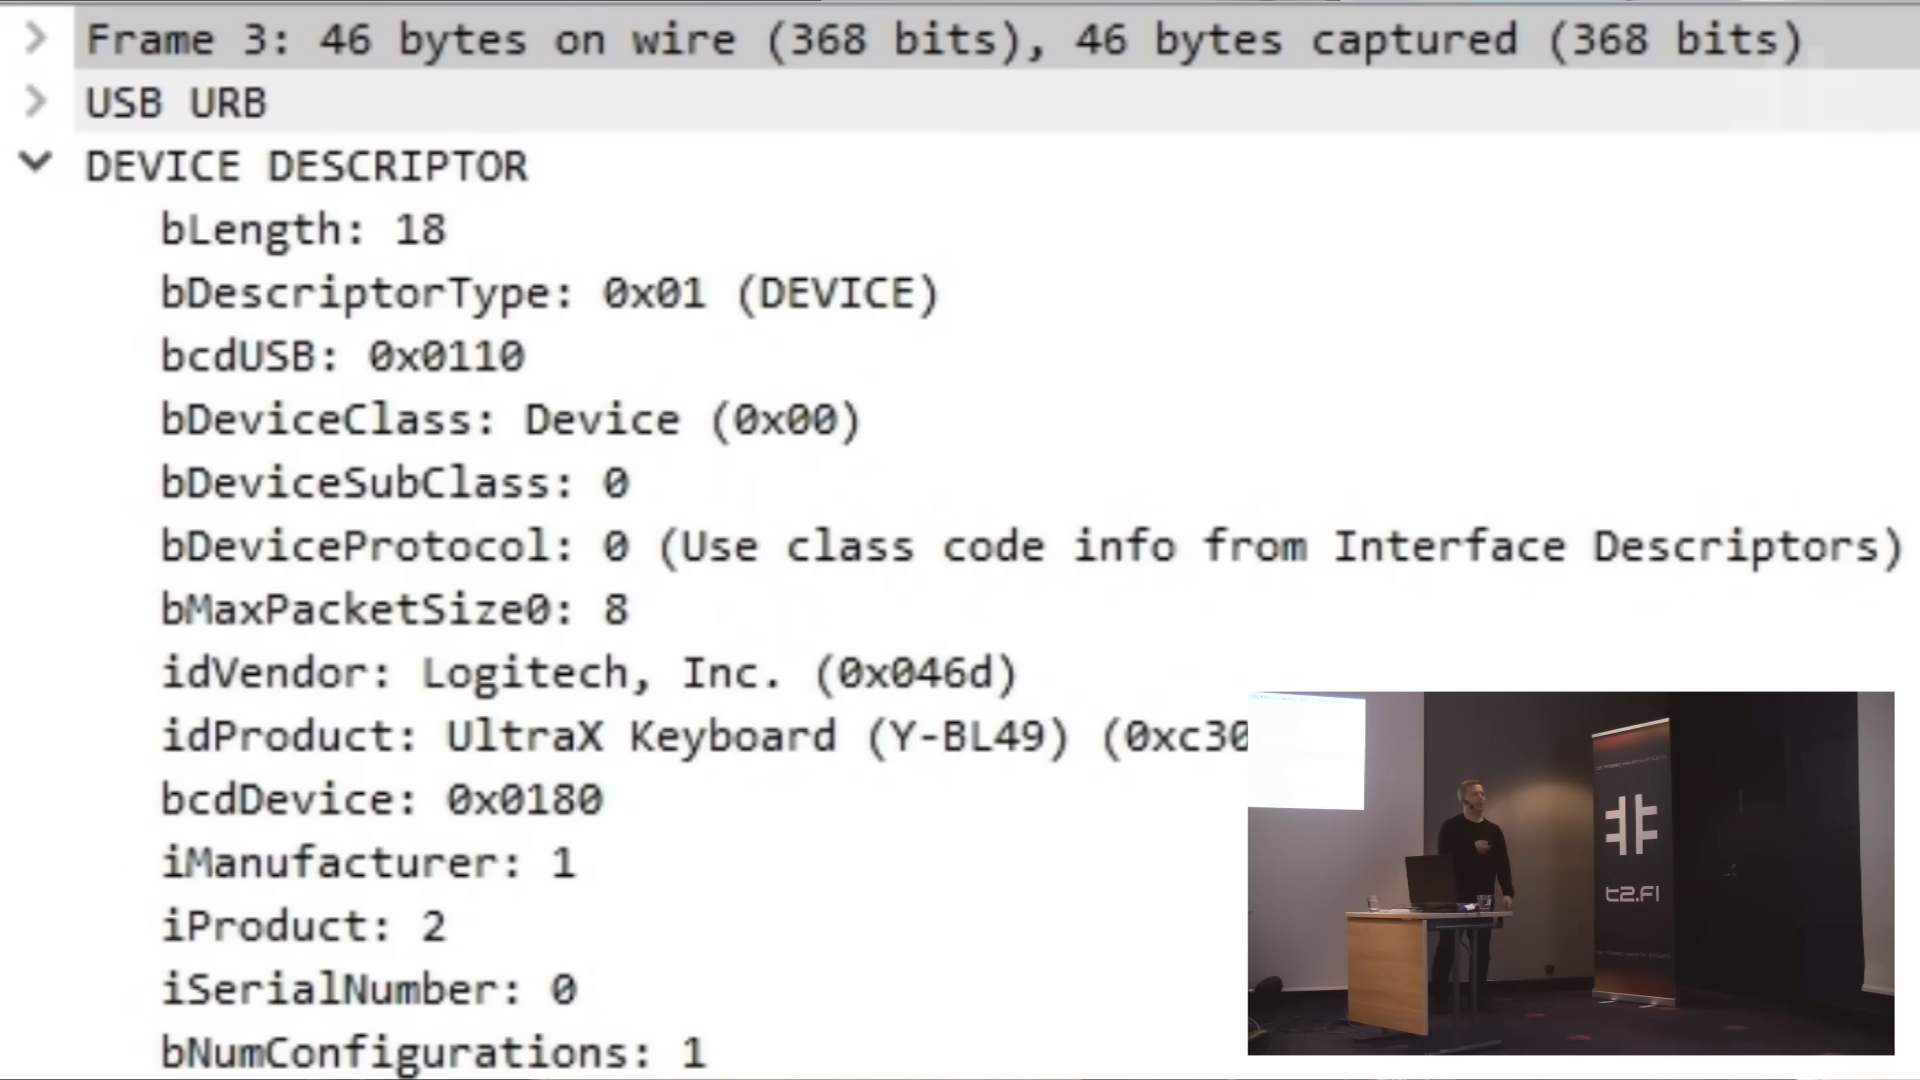 Frame 3: 46 bytes on wire (368 bits), 46 bytes captured (368 bits)
USB URB
DEVICE DESCRIPTOR
bLength: 18
bDescriptorType: 0x01 (DEVICE)
bcdUSB: 0x0110
bDeviceClass: Device (0x00)
bDeviceSubClass: 0
bDeviceProtocol: 0 (Use class code info from Interface Descriptors)
bMaxPacketSize0: 8
idVendor: Logitech, Inc. (0x046d)
idProduct: UltraX Keyboard (Y-BL49) (0xc30
bcdDevice: 0x0180
iManufacturer: 1
iProduct: 2
iSerialNumber: 0
bNumConfigurations: 1
t2.FI